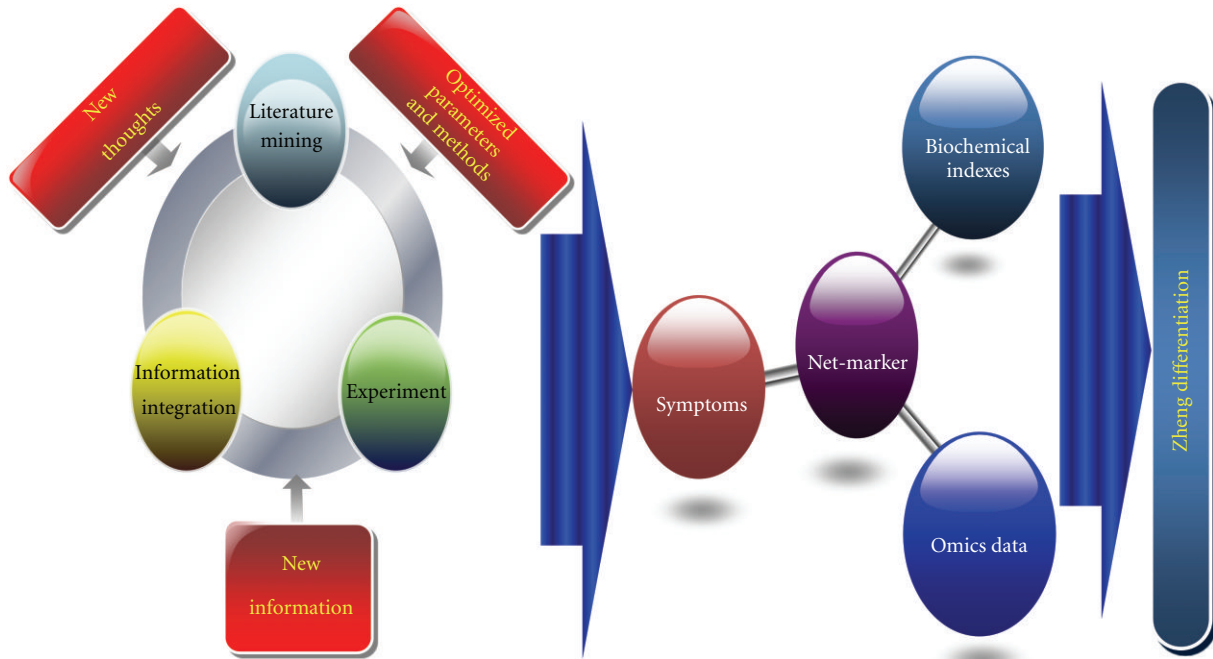 New
thoughts
Optimized
parameters
and methods
Literature
mining
Information
integration
Experiment
New
information
Symptoms
Net-marker
Biochemical
indexes
Omics data
Zheng differentiation